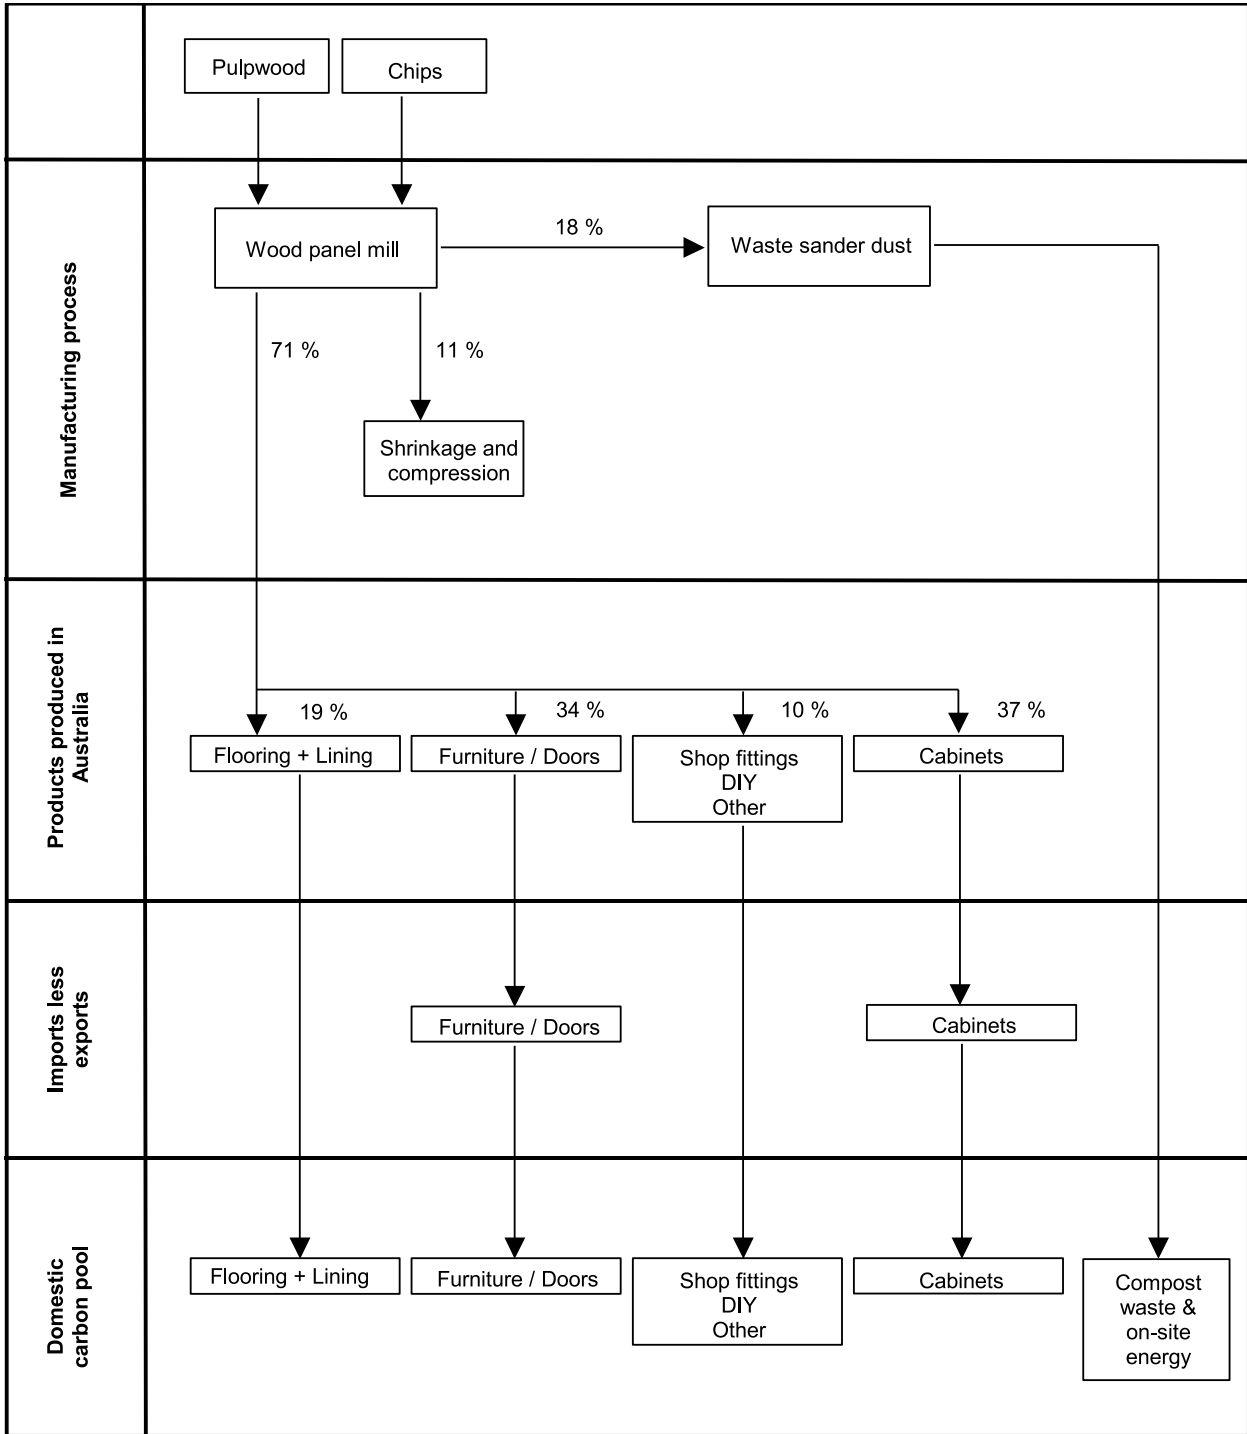 Pulpwood
Chips
Manufacturing process
Wood panel mill
18 %
Waste sander dust
71 %
11 %
Shrinkage and
compression
Products produced in
Australia
19 %
34 %
10 %
37 %
Flooring + Lining
Furniture / Doors
Shop fittings
DIY
Other
Cabinets
Imports less
exports
Furniture / Doors
Cabinets
Domestic
carbon pool
Flooring + Lining
Furniture / Doors
Shop fittings
DIY
Other
Cabinets
Compost
waste &
on-site
energy